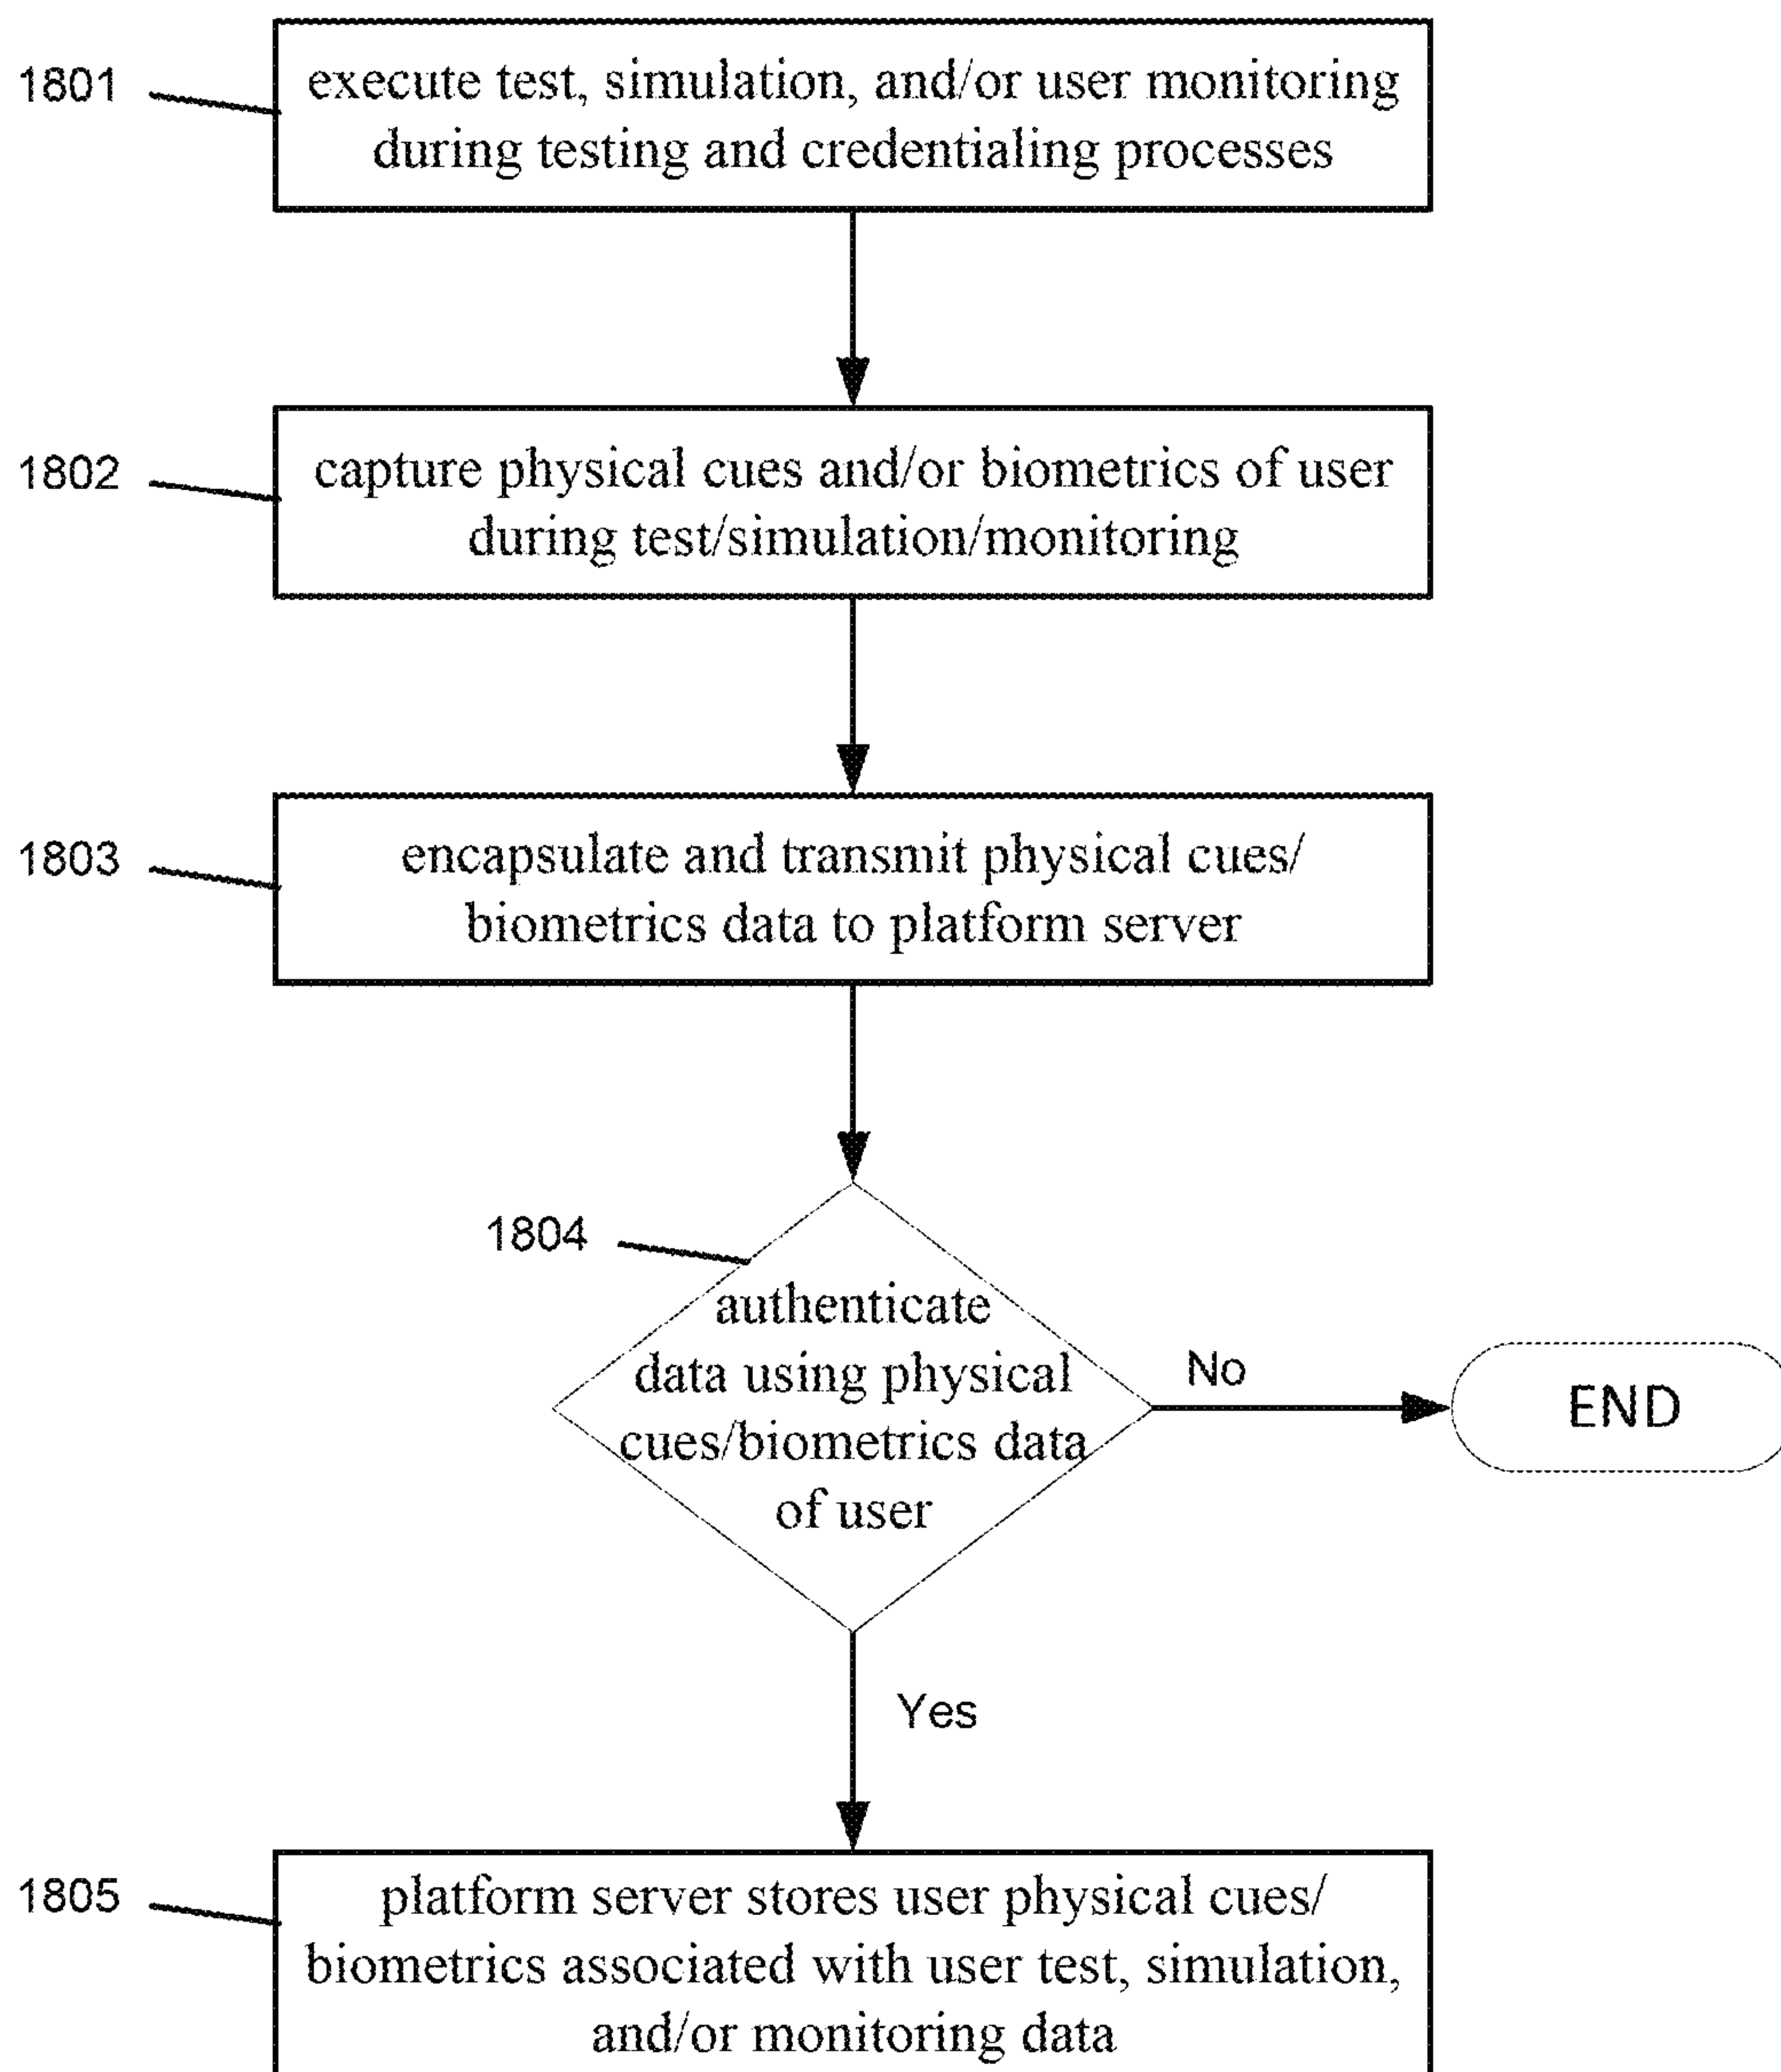 1801
execute test, simulation, and/or user monitoring
during testing and credentialing processes
1802
capture physical cues and/or biometrics of user
during test/simulation/monitoring
1803
encapsulate and transmit physical cues/
biometrics data to platform server
1804
authenticate
data using physical
cues/biometrics data
of user
No
END
Yes
1805
platform server stores user physical cues/
biometrics associated with user test, simulation,
and/or monitoring data